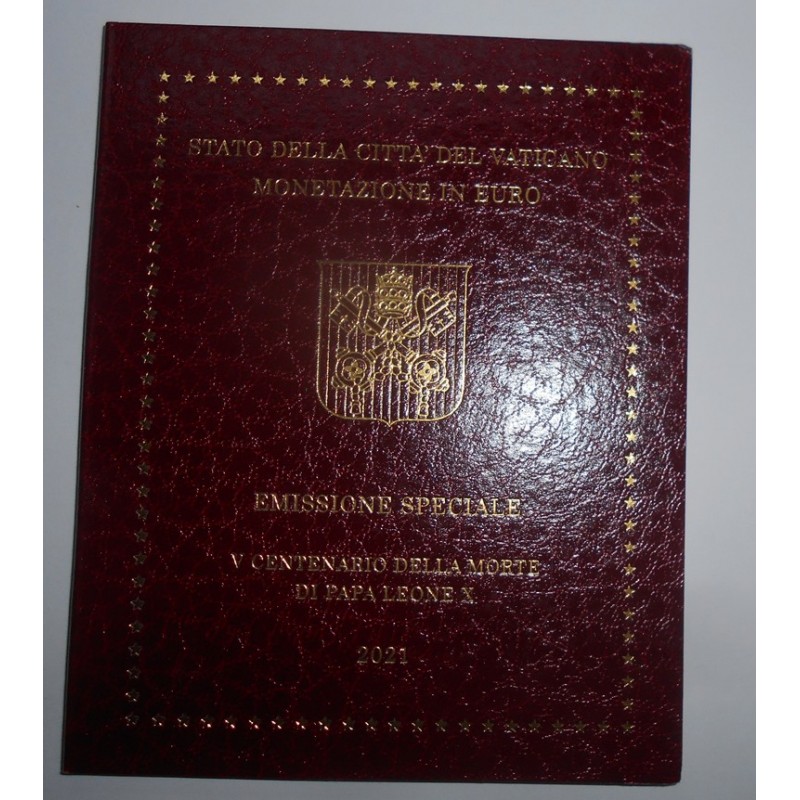 STATO DELLA CITTA' DEL VATICANO
MONETAZIONE IN EURO
EMISSIONE SPECIALE
V CENTENARIO DELLA MORTE
DI PAPA LEONE X
2021